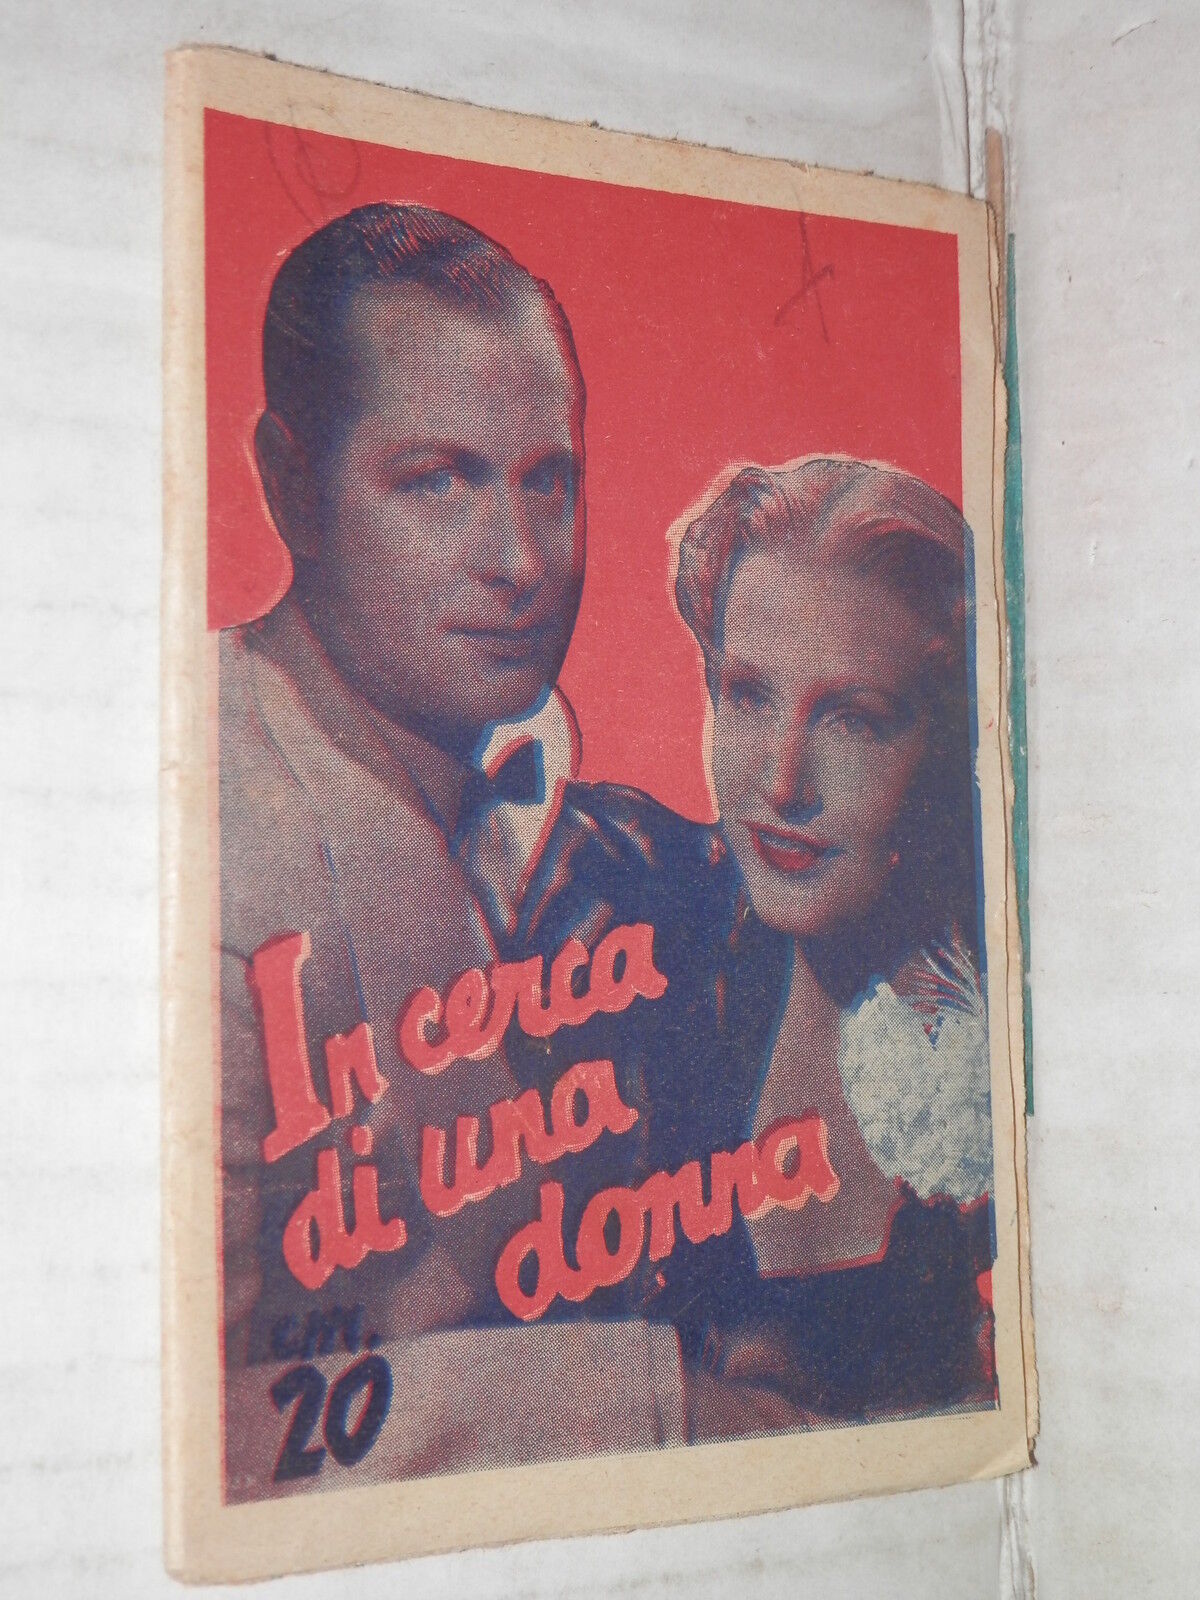 In cerca
di una
donna
cent.
20